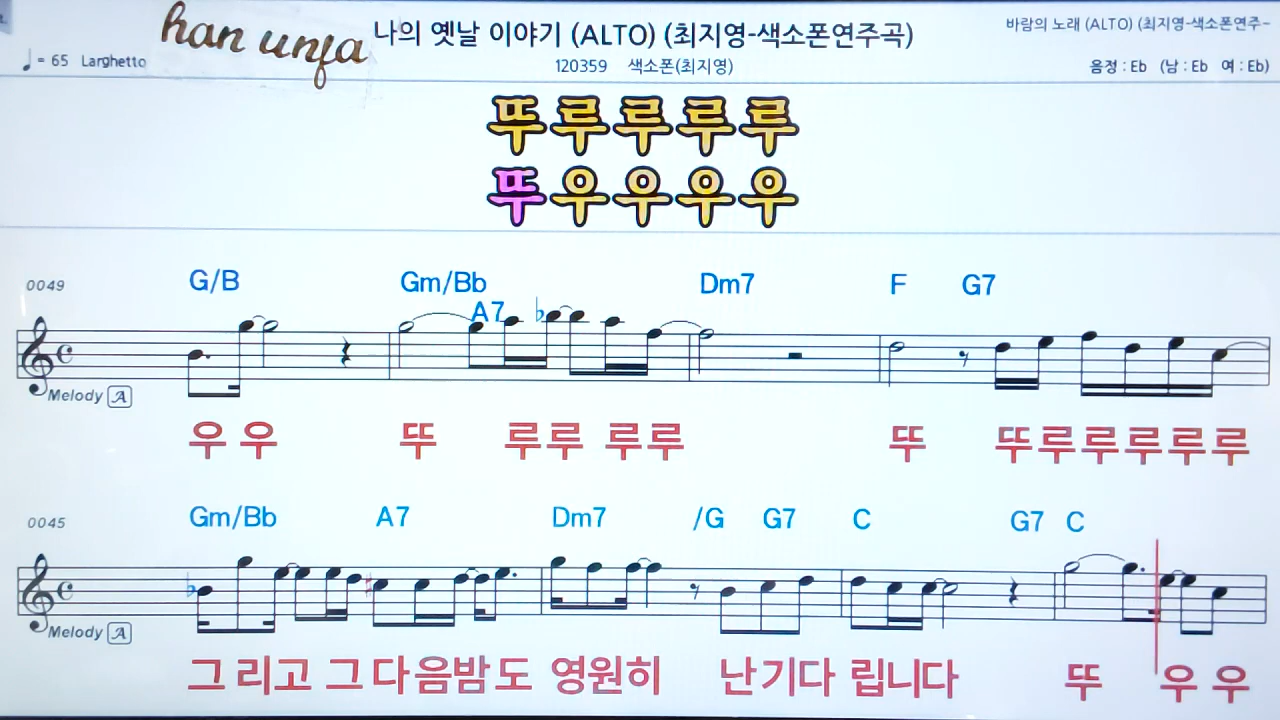 han unja
나의 옛날 이야기 (ALTO) (최지영-색소폰연주곡)
바람의 노래 (ALTO) (최지영-색소폰연주-
♩ = 65 Larghetto
120359 색소폰(최지영)
음정 : Eb (남 : Eb 여 : Eb)
뚜루루루루
뚜우우우우
0049 G/B Gm/Bb A7 Dm7 F G7
Melody A
우우 뚜 루루 루루 뚜 뚜루루루루루
0045 Gm/Bb A7 Dm7 /G G7 C G7 C
Melody A
그리고 그다음밤도 영원히 난기다 립니다 뚜 우우